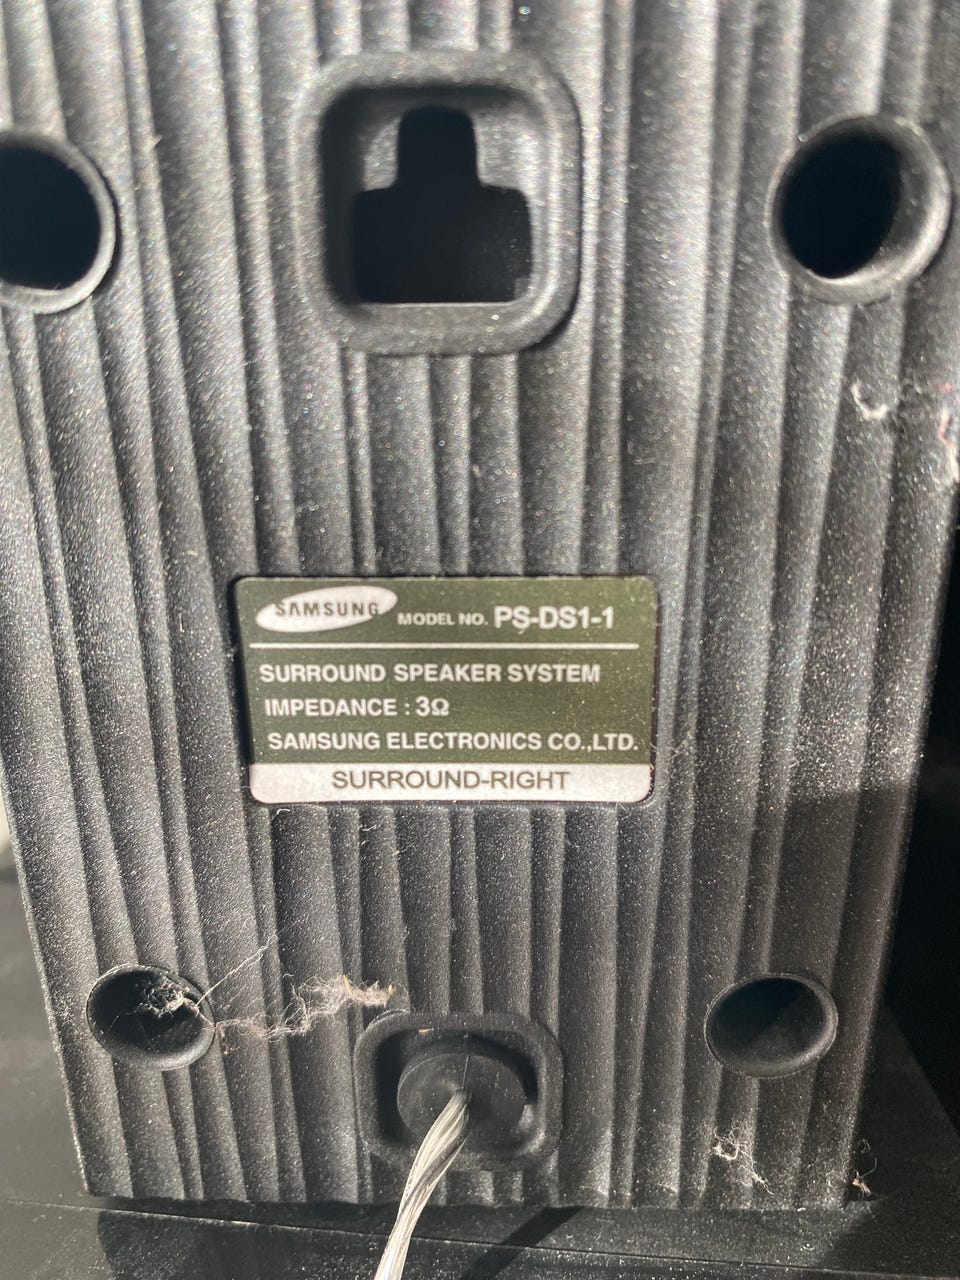 SAMSUNG MODEL NO. PS-DS1-1
SURROUND SPEAKER SYSTEM
IMPEDANCE : 3Ω
SAMSUNG ELECTRONICS CO.,LTD.
SURROUND-RIGHT